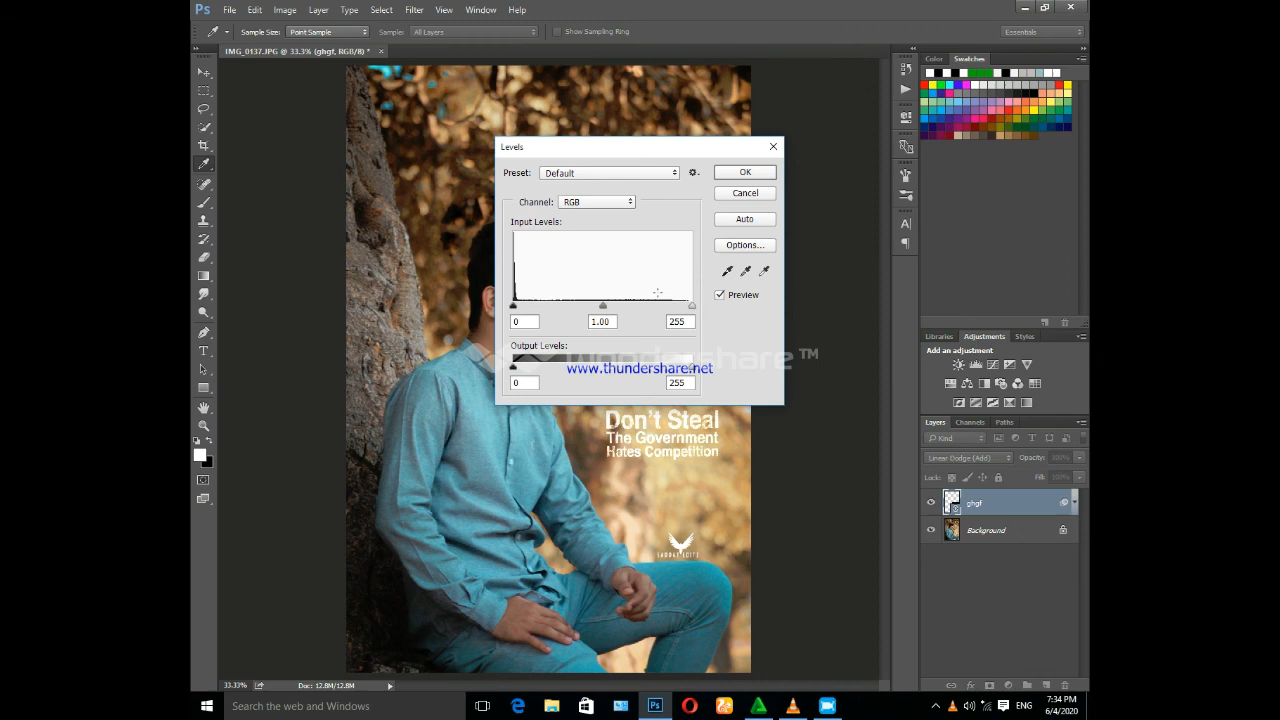 Ps File Edit Image Layer Type Select Filter View Window Help
Sample Size: Point Sample Sample: All Layers Show Sampling Ring Essentials
IMG_0137.JPG @ 33.3% (ghgf, RGB/8) *
Color Swatches
Levels
Preset: Default OK
Cancel
Channel: RGB
Auto
Input Levels:
Options...
Preview
0 1.00 255
Output Levels:
www.thundershare.net
0 255
Don't Steal
The Government
Hates Competition
Libraries Adjustments Styles
Add an adjustment
Layers Channels Paths
Kind
Linear Dodge (Add) Opacity: 100%
Lock: Fill: 100%
ghgf
Background
33.33% Doc: 12.8M/12.8M
Search the web and Windows
ENG
7:34 PM
6/4/2020